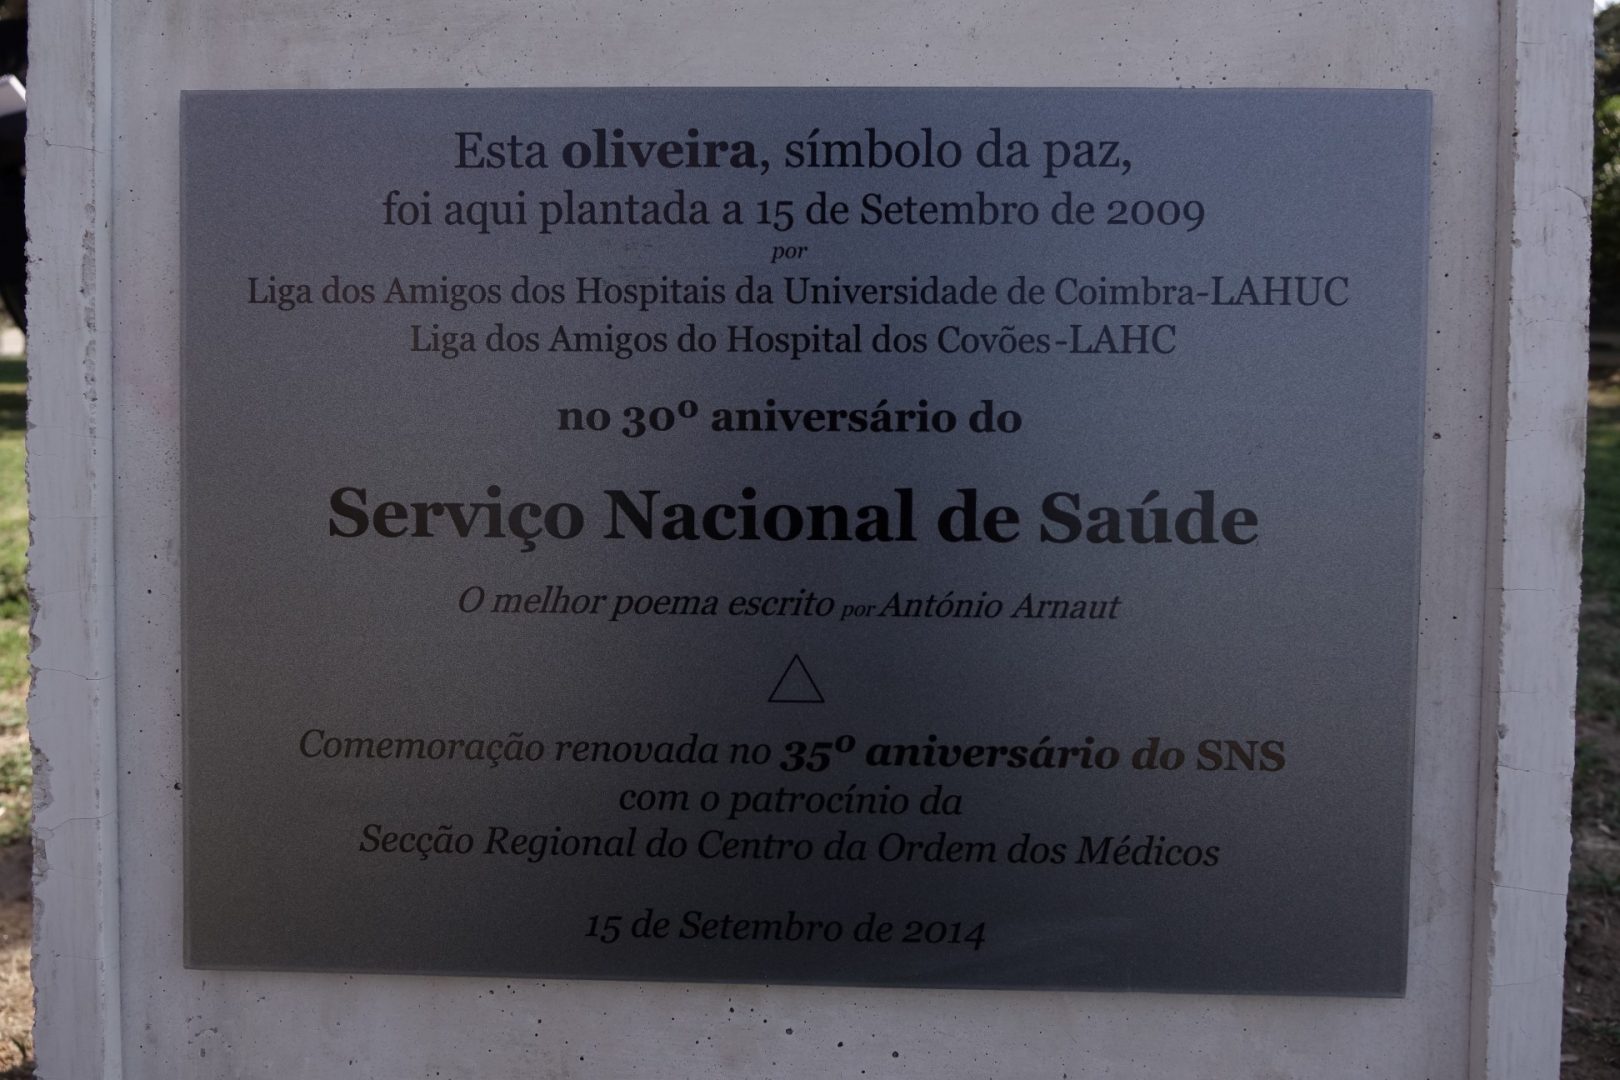 Esta oliveira, símbolo da paz,
foi aqui plantada a 15 de Setembro de 2009
por
Liga dos Amigos dos Hospitais da Universidade de Coimbra-LAHUC
Liga dos Amigos do Hospital dos Covões-LAHC
no 30º aniversário do
Serviço Nacional de Saúde
O melhor poema escrito por António Arnaut
Comemoração renovada no 35º aniversário do SNS
com o patrocínio da
Secção Regional do Centro da Ordem dos Médicos
15 de Setembro de 2014